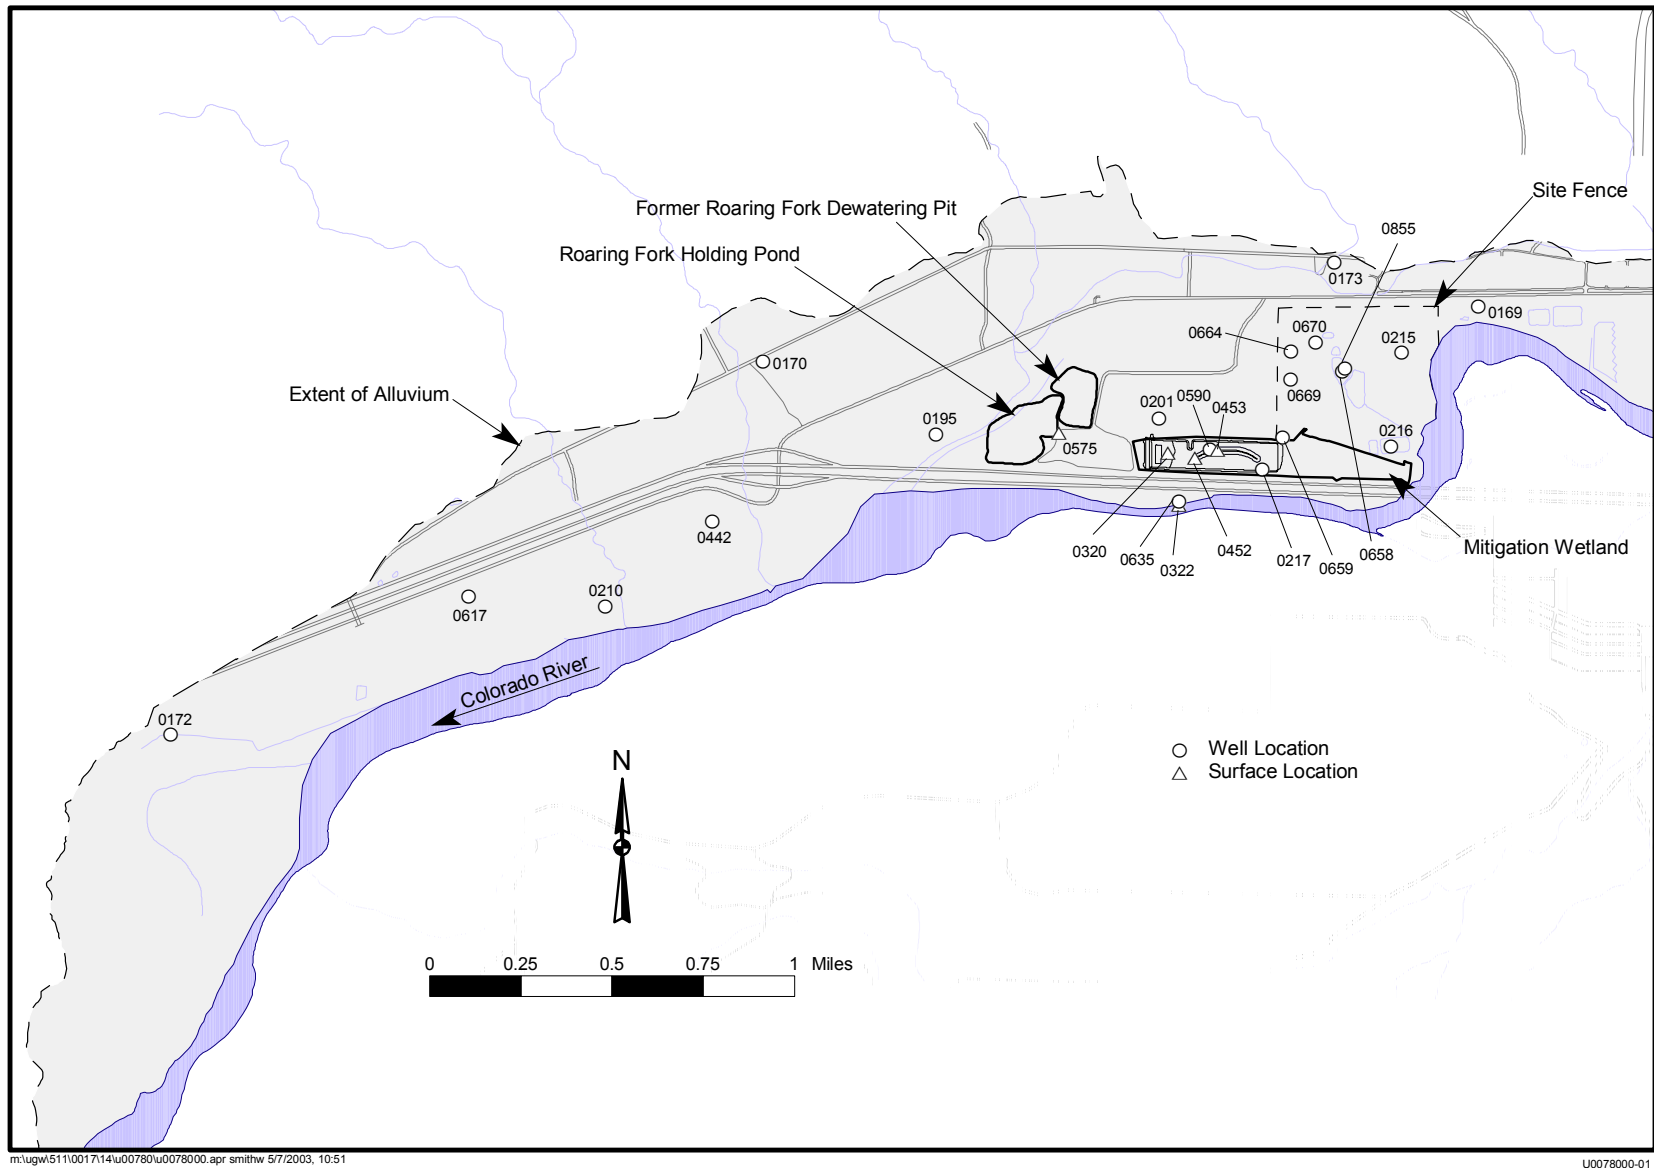 Site Fence
Former Roaring Fork Dewatering Pit
0855
Roaring Fork Holding Pond
0173
0169
0664
0670
0215
0170
Extent of Alluvium
0669
0201
0590
0453
0195
0575
0216
0442
0320
0635
0322
0452
0217
0659
0658
Mitigation Wetland
0617
0210
Colorado River
0172
N
Well Location
Surface Location
0 0.25 0.5 0.75 1 Miles
m:\ugw\511\0017\14\u00780\u0078000.apr smithw 5/7/2003, 10:51
U0078000-01